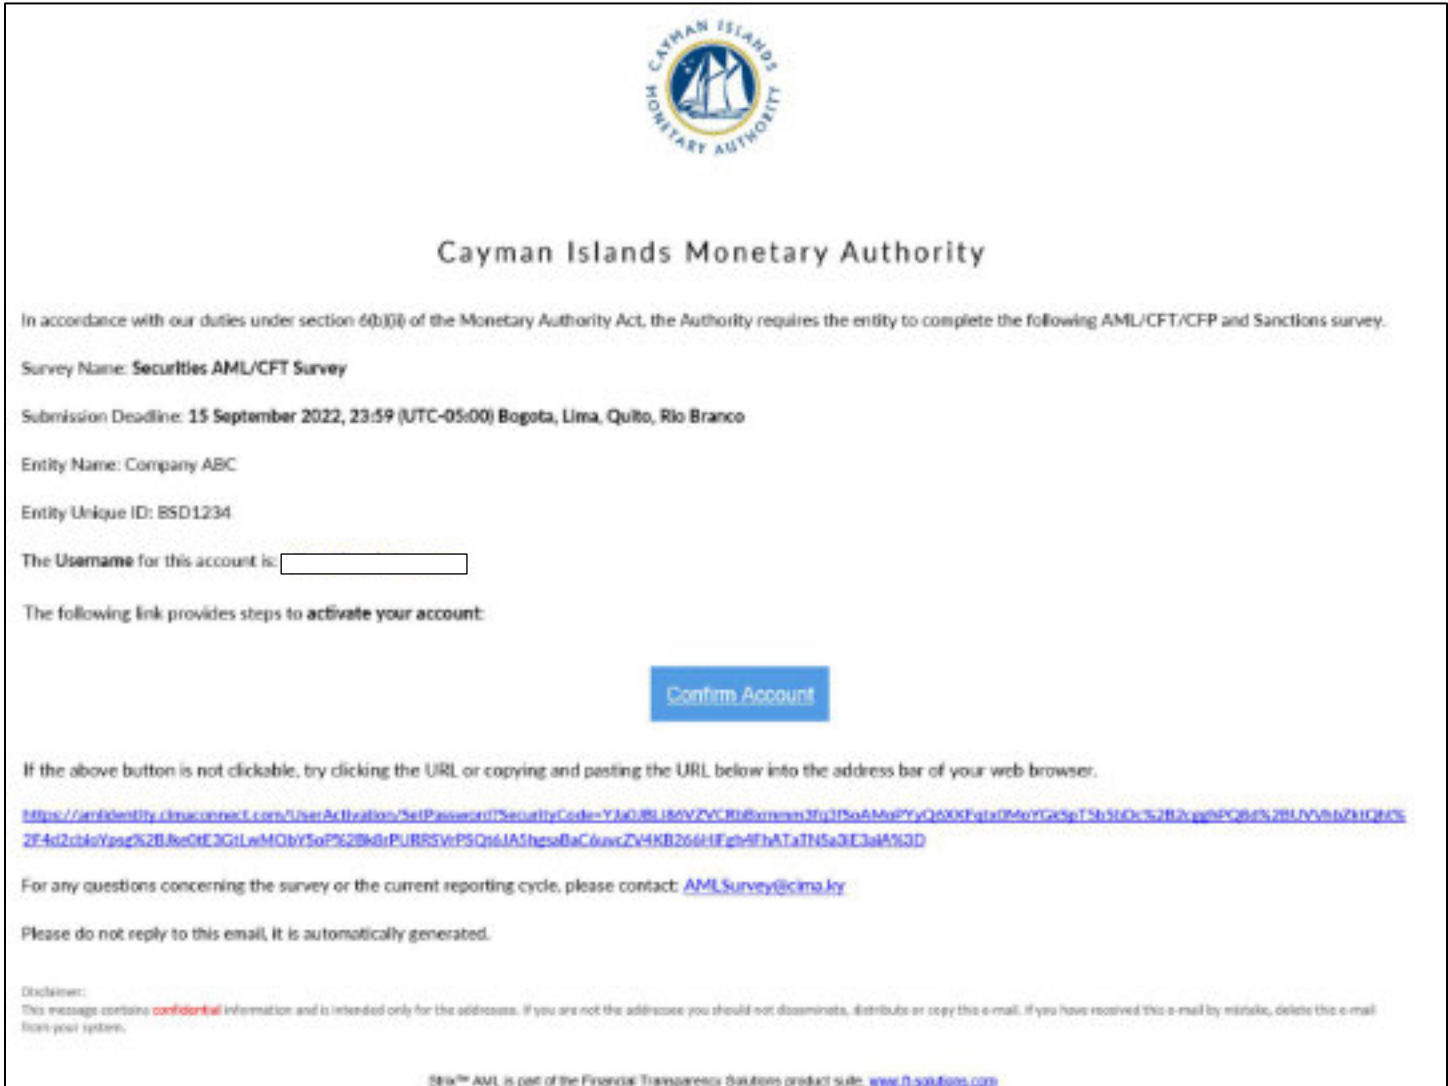 CAYMAN ISLANDS
MONETARY AUTHORITY
Cayman Islands Monetary Authority
In accordance with our duties under section 6(b)(ii) of the Monetary Authority Act, the Authority requires the entity to complete the following AML/CFT/CFP and Sanctions survey.
Survey Name: Securities AML/CFT Survey
Submission Deadline: 15 September 2022, 23:59 (UTC-05:00) Bogota, Lima, Quito, Rio Branco
Entity Name: Company ABC
Entity Unique ID: BSD1234
The Username for this account is:
The following link provides steps to activate your account:
Confirm Account
If the above button is not clickable, try clicking the URL or copying and pasting the URL below into the address bar of your web browser.
For any questions concerning the survey or the current reporting cycle, please contact: AMLSurvey@cima.ky
Please do not reply to this email, it is automatically generated.
Disclaimer:
This message contains confidential information and is intended only for the addressee. If you are not the addressee you should not disseminate, distribute or copy this e-mail. If you have received this e-mail by mistake, delete this e-mail
from your system.
Strix™ AML is part of the Financial Transparency Solutions product suite. www.ft-solutions.com